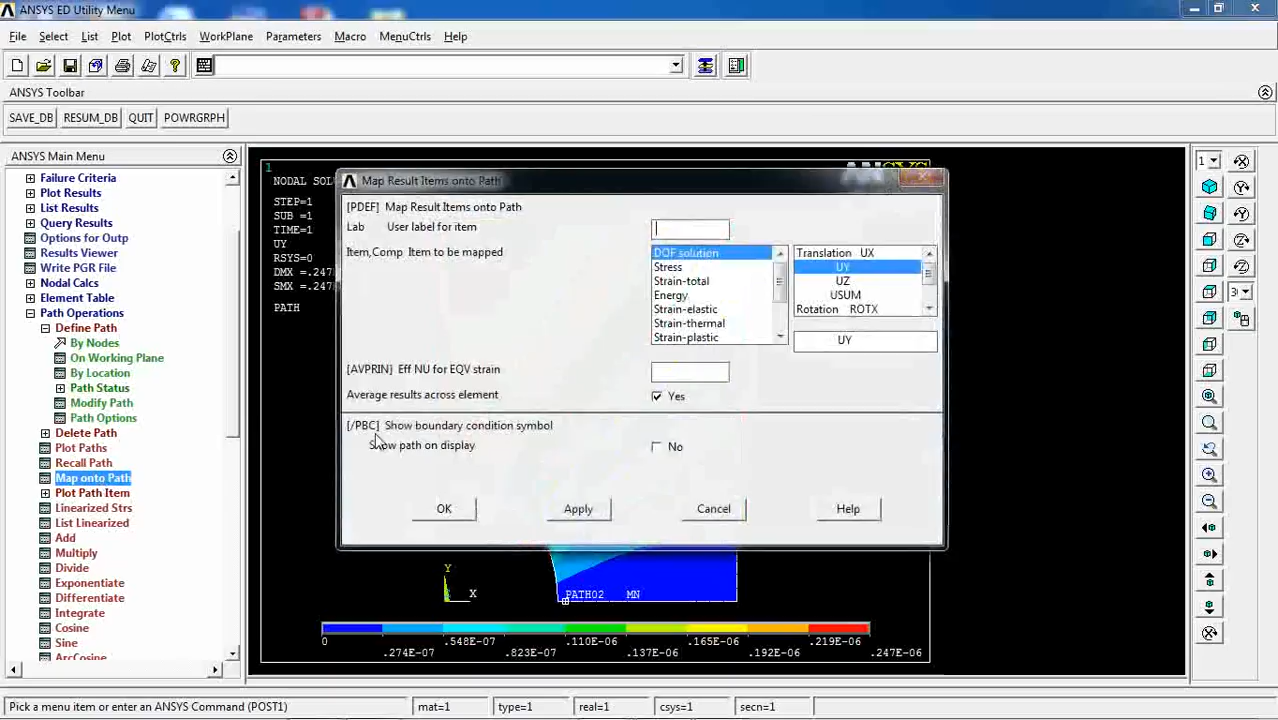 ANSYS ED Utility Menu
File Select List Plot PlotCtrls WorkPlane Parameters Macro MenuCtrls Help
ANSYS Toolbar
SAVE_DB RESUM_DB QUIT POWRGRPH
ANSYS Main Menu
Failure Criteria
Plot Results
List Results
Query Results
Options for Outp
Results Viewer
Write PGR File
Nodal Calcs
Element Table
Path Operations
Define Path
By Nodes
On Working Plane
By Location
Path Status
Modify Path
Path Options
Delete Path
Plot Paths
Recall Path
Map onto Path
Plot Path Item
Linearized Strs
List Linearized
Add
Multiply
Divide
Exponentiate
Differentiate
Integrate
Cosine
Sine
ArcCosine
1
NODAL SOL
STEP=1
SUB =1
TIME=1
UY
RSYS=0
DMX =.247
SMX =.247
PATH
Map Result Items onto Path
[PDEF] Map Result Items onto Path
Lab User label for item
Item,Comp Item to be mapped
DOF solution
Stress
Strain-total
Energy
Strain-elastic
Strain-thermal
Strain-plastic
Translation UX
UY
UZ
USUM
Rotation ROTX
UY
[AVPRIN] Eff NU for EQV strain
Average results across element Yes
[/PBC] Show boundary condition symbol
Show path on display No
OK Apply Cancel Help
Y
X
PATH02 MN
0 .548E-07 .110E-06 .165E-06 .219E-06
.274E-07 .823E-07 .137E-06 .192E-06 .247E-06
1
Pick a menu item or enter an ANSYS Command (POST1) mat=1 type=1 real=1 csys=1 secn=1